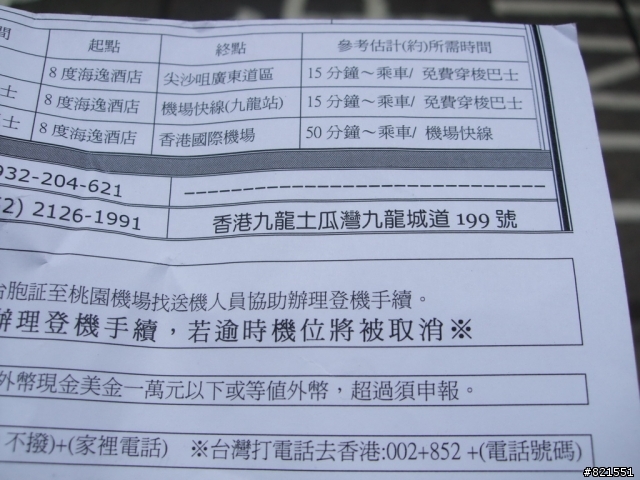 間 起點 終點 參考估計(約)所需時間
8 度海逸酒店 尖沙咀廣東道區 15 分鐘～乘車/ 免費穿梭巴士
士 8 度海逸酒店 機場快線(九龍站) 15 分鐘～乘車/ 免費穿梭巴士
士 8 度海逸酒店 香港國際機場 50 分鐘～乘車/ 機場快線
932-204-621 ------------------------------
2) 2126-1991 香港九龍土瓜灣九龍城道 199 號
台胞証至桃園機場找送機人員協助辦理登機手續。
辦理登機手續，若逾時機位將被取消※
外幣現金美金一萬元以下或等值外幣，超過須申報。
不撥)+(家裡電話) ※台灣打電話去香港:002+852 +(電話號碼)
#821551